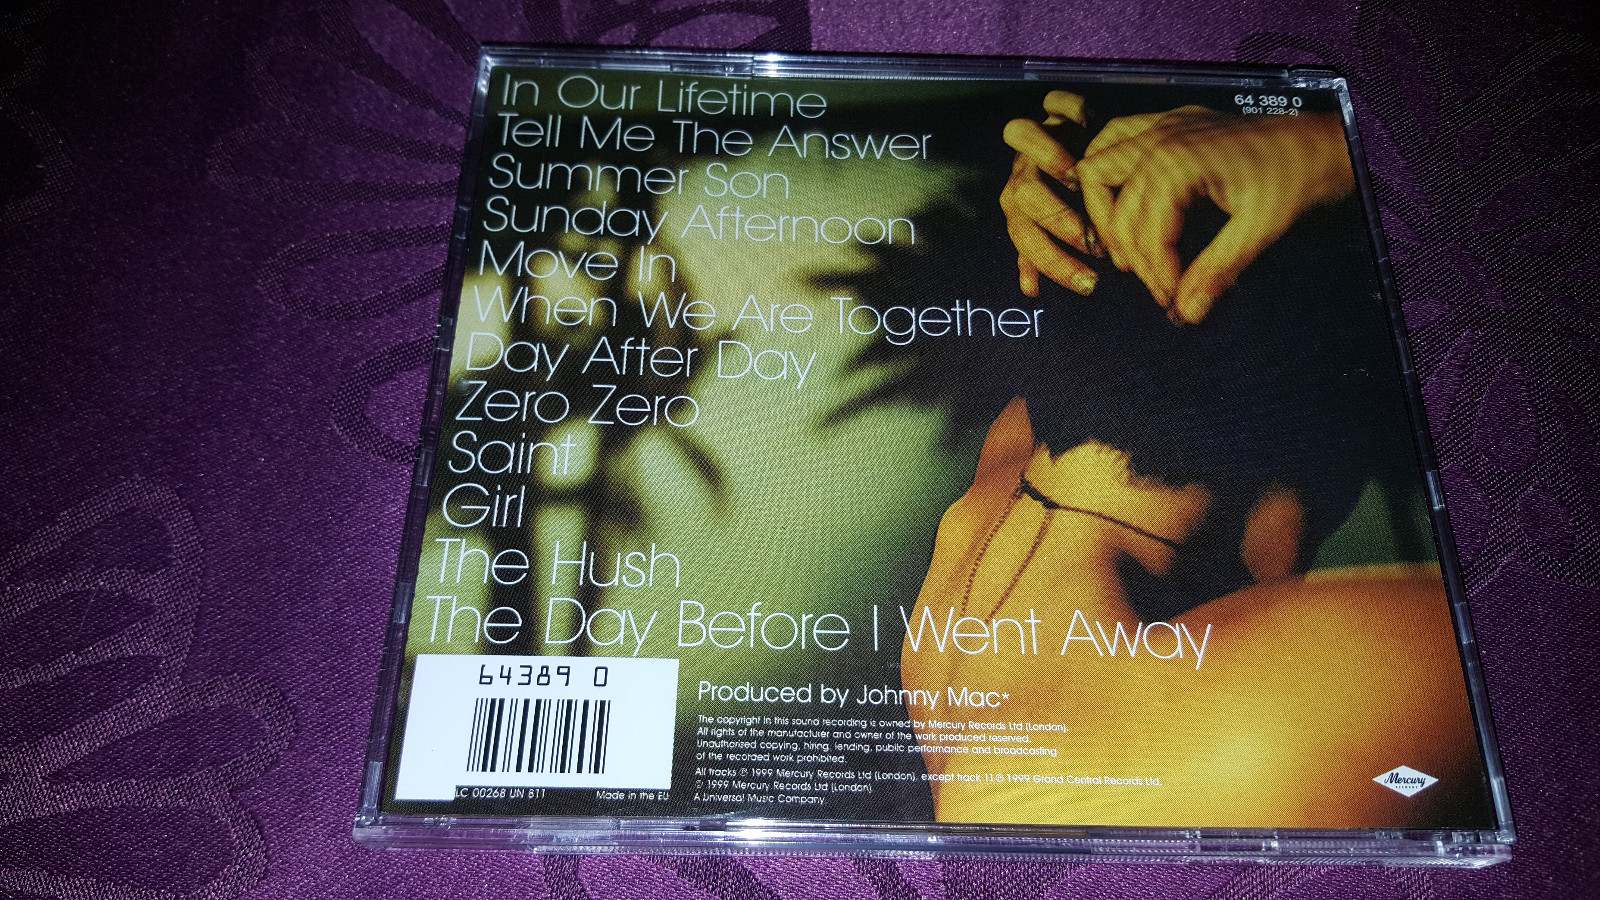 In Our Lifetime
Tell Me The Answer
Summer Son
Sunday Afternoon
Move In
When We Are Together
Day After Day
Zero Zero
Saint
Girl
The Hush
The Day Before I Went Away
64 389 0
(901 228-2)
64389 0
LC 00268 UN 811
Made in the EU
Produced by Johnny Mac*
The copyright in this sound recording is owned by Mercury Records Ltd (London).
All rights of the manufacturer and owner of the work produced reserved.
Unauthorised copying, hiring, lending, public performance and broadcasting
of the recorded work prohibited.
All tracks ℗ 1999 Mercury Records Ltd (London), except track 11 ℗ 1999 Grand Central Records Ltd.
© 1999 Mercury Records Ltd (London)
A Universal Music Company
Mercury
RECORDS